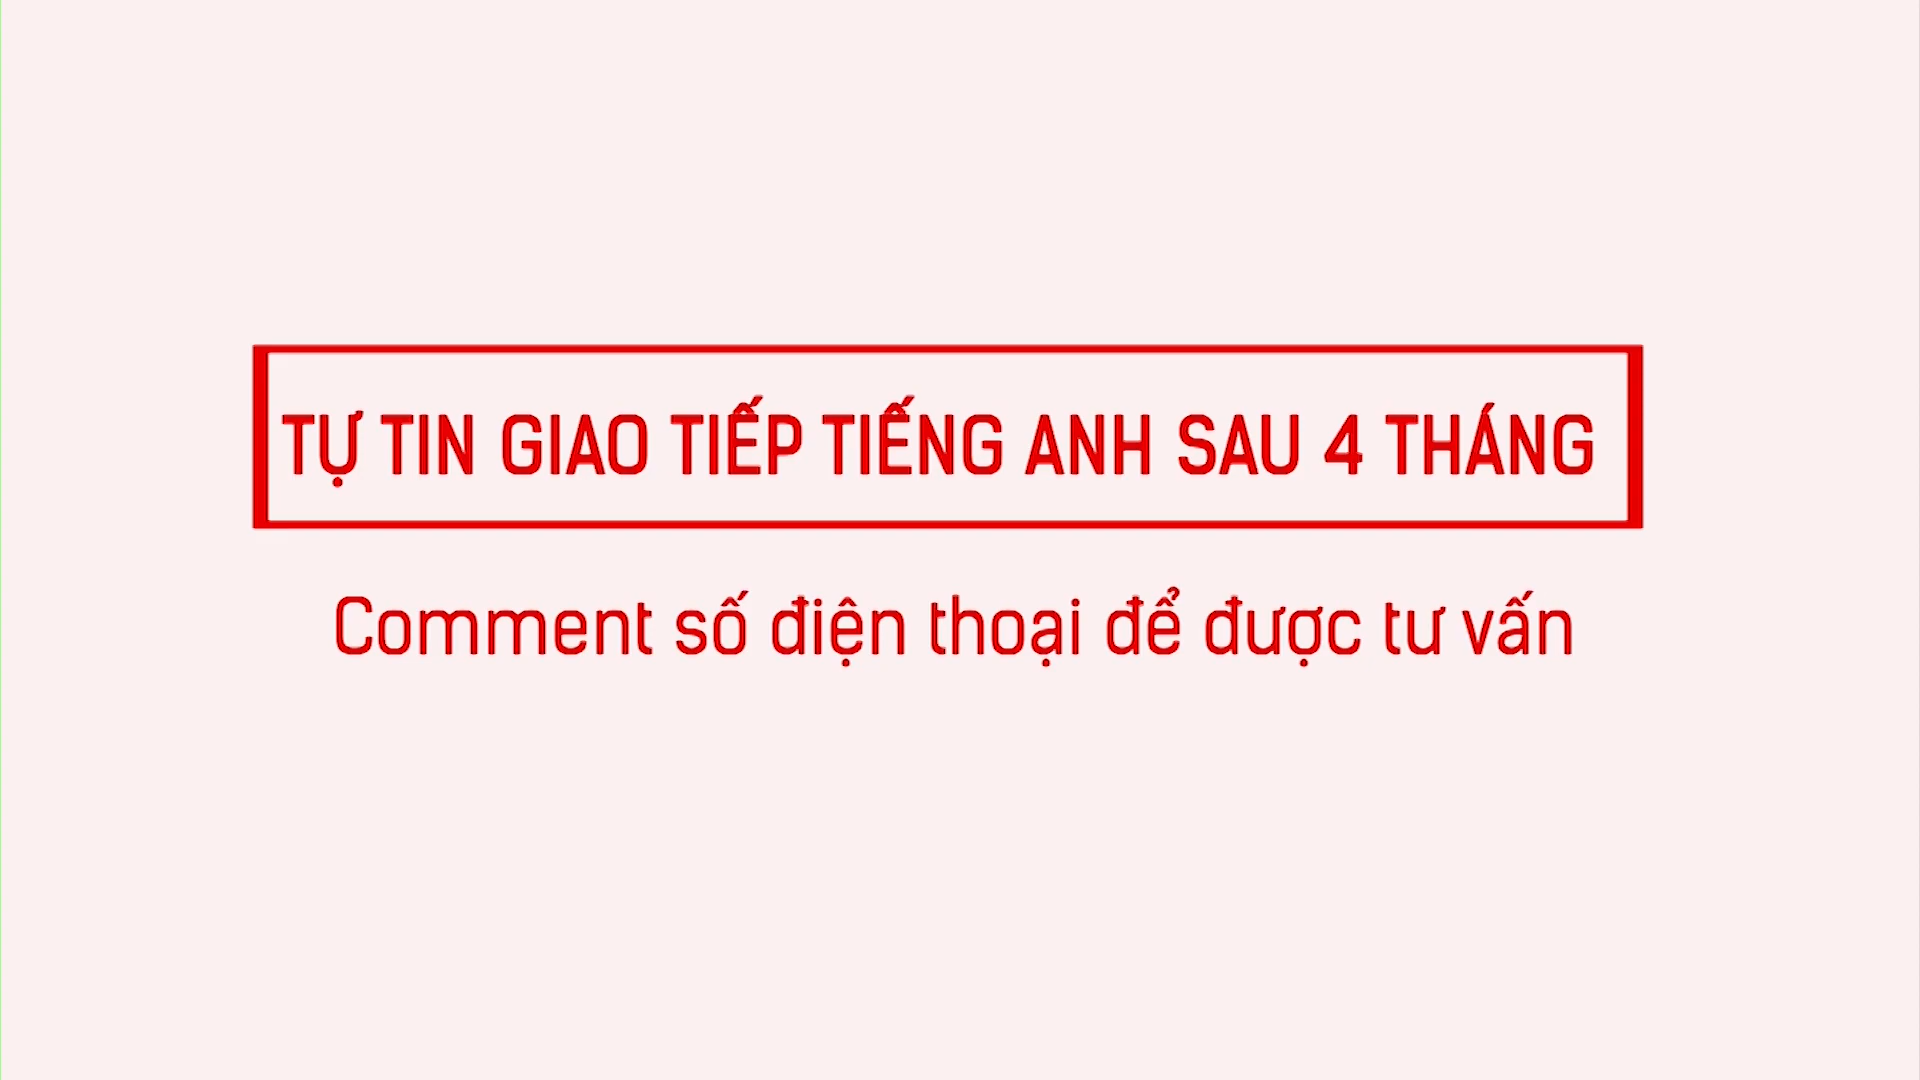 TỰ TIN GIAO TIẾP TIẾNG ANH SAU 4 THÁNG
Comment số điện thoại để được tư vấn